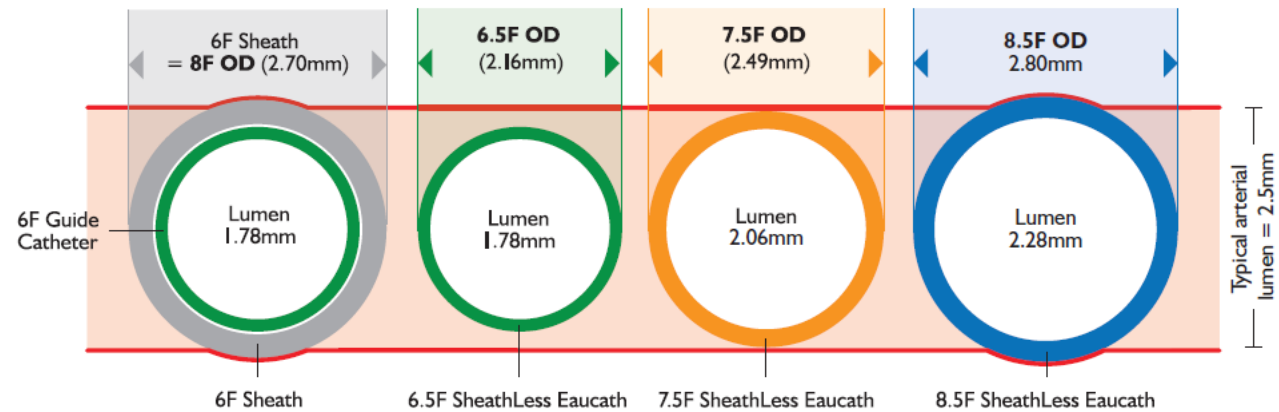 6F Sheath
= 8F OD (2.70mm)
6.5F OD
(2.16mm)
7.5F OD
(2.49mm)
8.5F OD
2.80mm
6F Guide
Catheter
Lumen
1.78mm
Lumen
1.78mm
Lumen
2.06mm
Lumen
2.28mm
Typical arterial
lumen = 2.5mm
6F Sheath
6.5F SheathLess Eaucath
7.5F SheathLess Eaucath
8.5F SheathLess Eaucath